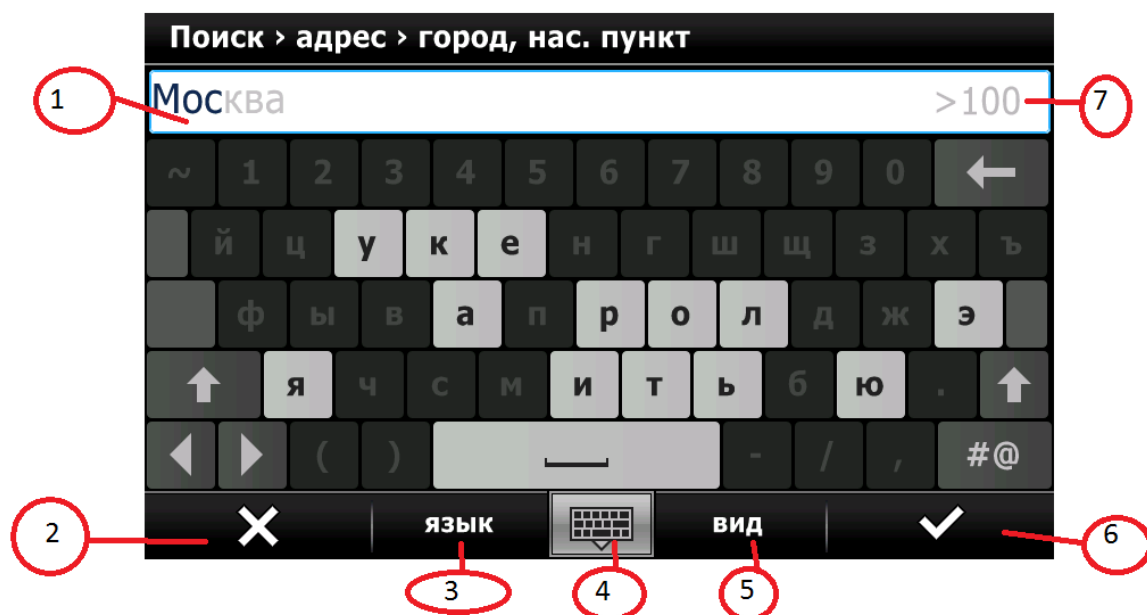 Поиск › адрес › город, нас. пункт
1 Москва >100 7
~ 1 2 3 4 5 6 7 8 9 0
й ц у к е н г ш щ з х ъ
ф ы в а п р о л д ж э
я ч с м и т ь б ю .
( ) - / , #@
2 язык вид 6
3 4 5